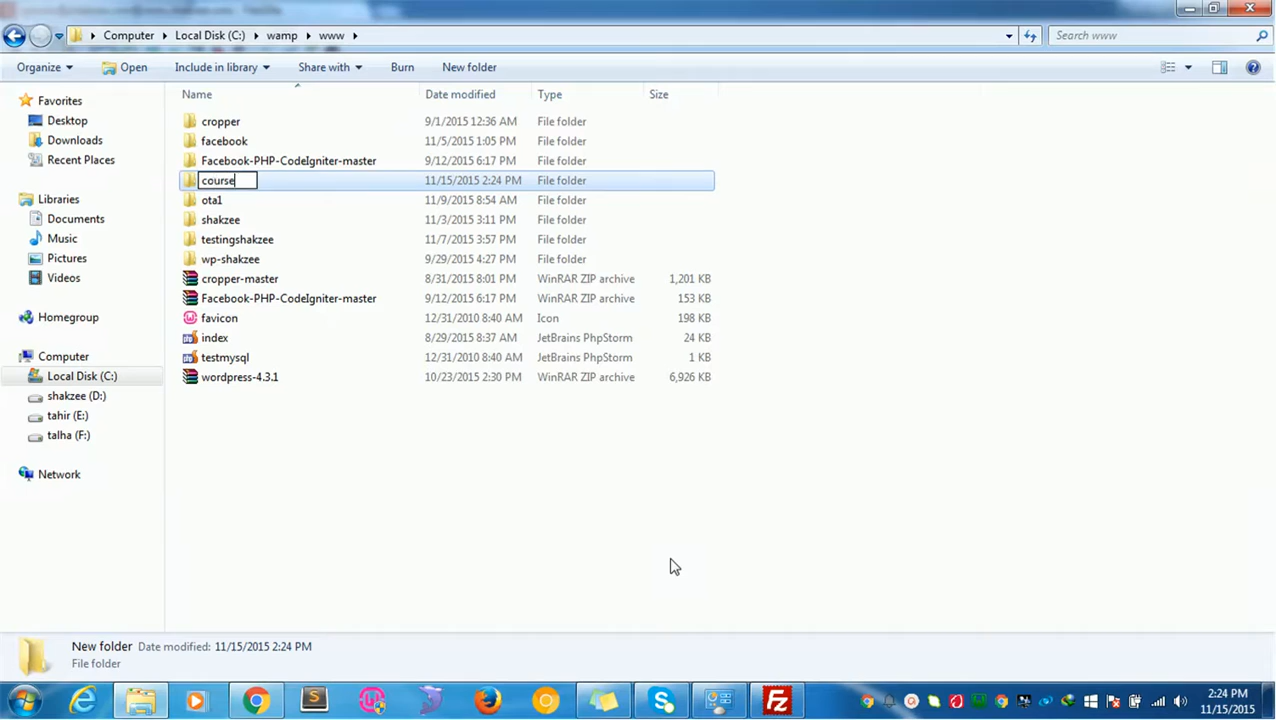 Computer Local Disk (C:) wamp www Search www
Organize Open Include in library Share with Burn New folder
Name Date modified Type Size
Favorites
Desktop
Downloads
Recent Places
Libraries
Documents
Music
Pictures
Videos
Homegroup
Computer
Local Disk (C:)
shakzee (D:)
tahir (E:)
talha (F:)
Network
cropper 9/1/2015 12:36 AM File folder
facebook 11/5/2015 1:05 PM File folder
Facebook-PHP-CodeIgniter-master 9/12/2015 6:17 PM File folder
course 11/15/2015 2:24 PM File folder
ota1 11/9/2015 8:54 AM File folder
shakzee 11/3/2015 3:11 PM File folder
testingshakzee 11/7/2015 3:57 PM File folder
wp-shakzee 9/29/2015 4:27 PM File folder
cropper-master 8/31/2015 8:01 PM WinRAR ZIP archive 1,201 KB
Facebook-PHP-CodeIgniter-master 9/12/2015 6:17 PM WinRAR ZIP archive 153 KB
favicon 12/31/2010 8:40 AM Icon 198 KB
index 8/29/2015 8:37 AM JetBrains PhpStorm 24 KB
testmysql 12/31/2010 8:40 AM JetBrains PhpStorm 1 KB
wordpress-4.3.1 10/23/2015 2:30 PM WinRAR ZIP archive 6,926 KB
New folder Date modified: 11/15/2015 2:24 PM
File folder
2:24 PM
11/15/2015